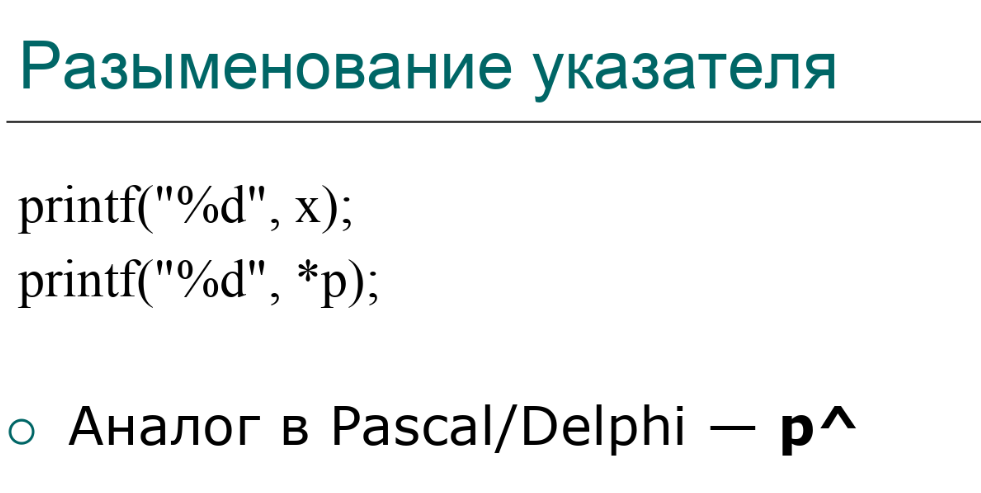 Разыменование указателя
printf("%d", x);
printf("%d", *p);
Аналог в Pascal/Delphi — p^